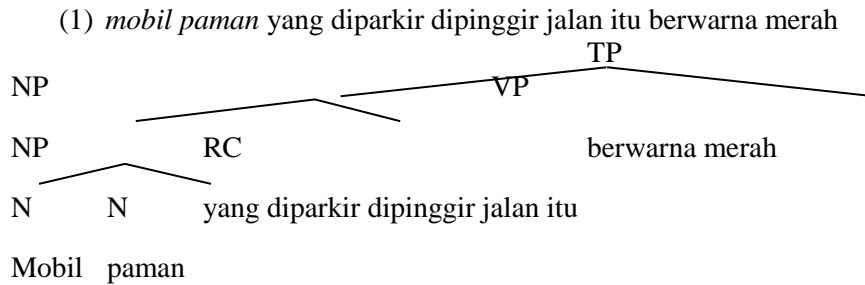 (1) mobil paman yang diparkir dipinggir jalan itu berwarna merah
TP
NP VP
NP RC berwarna merah
N N yang diparkir dipinggir jalan itu
Mobil paman